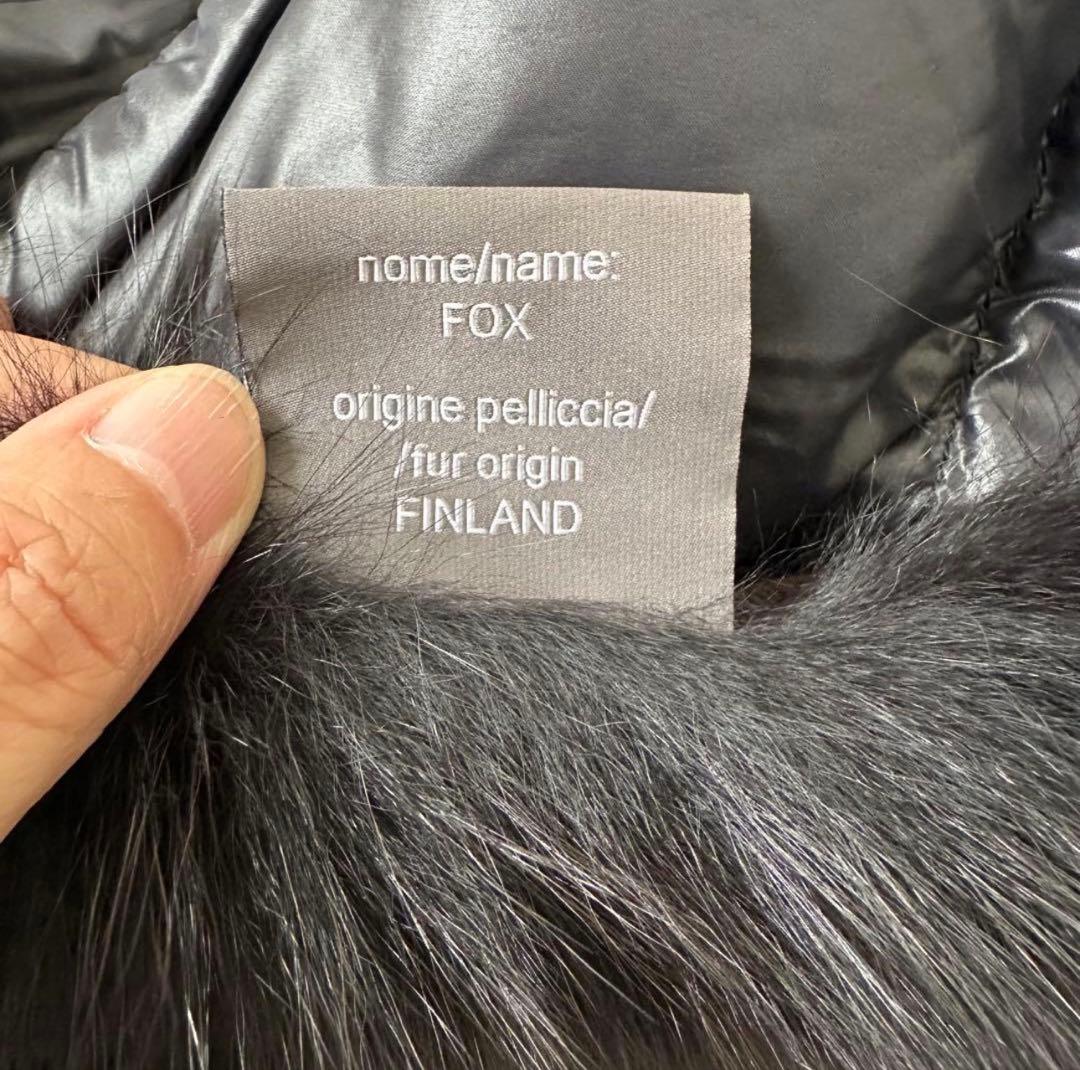 nome/name:
FOX
origine pelliccia/
/fur origin
FINLAND